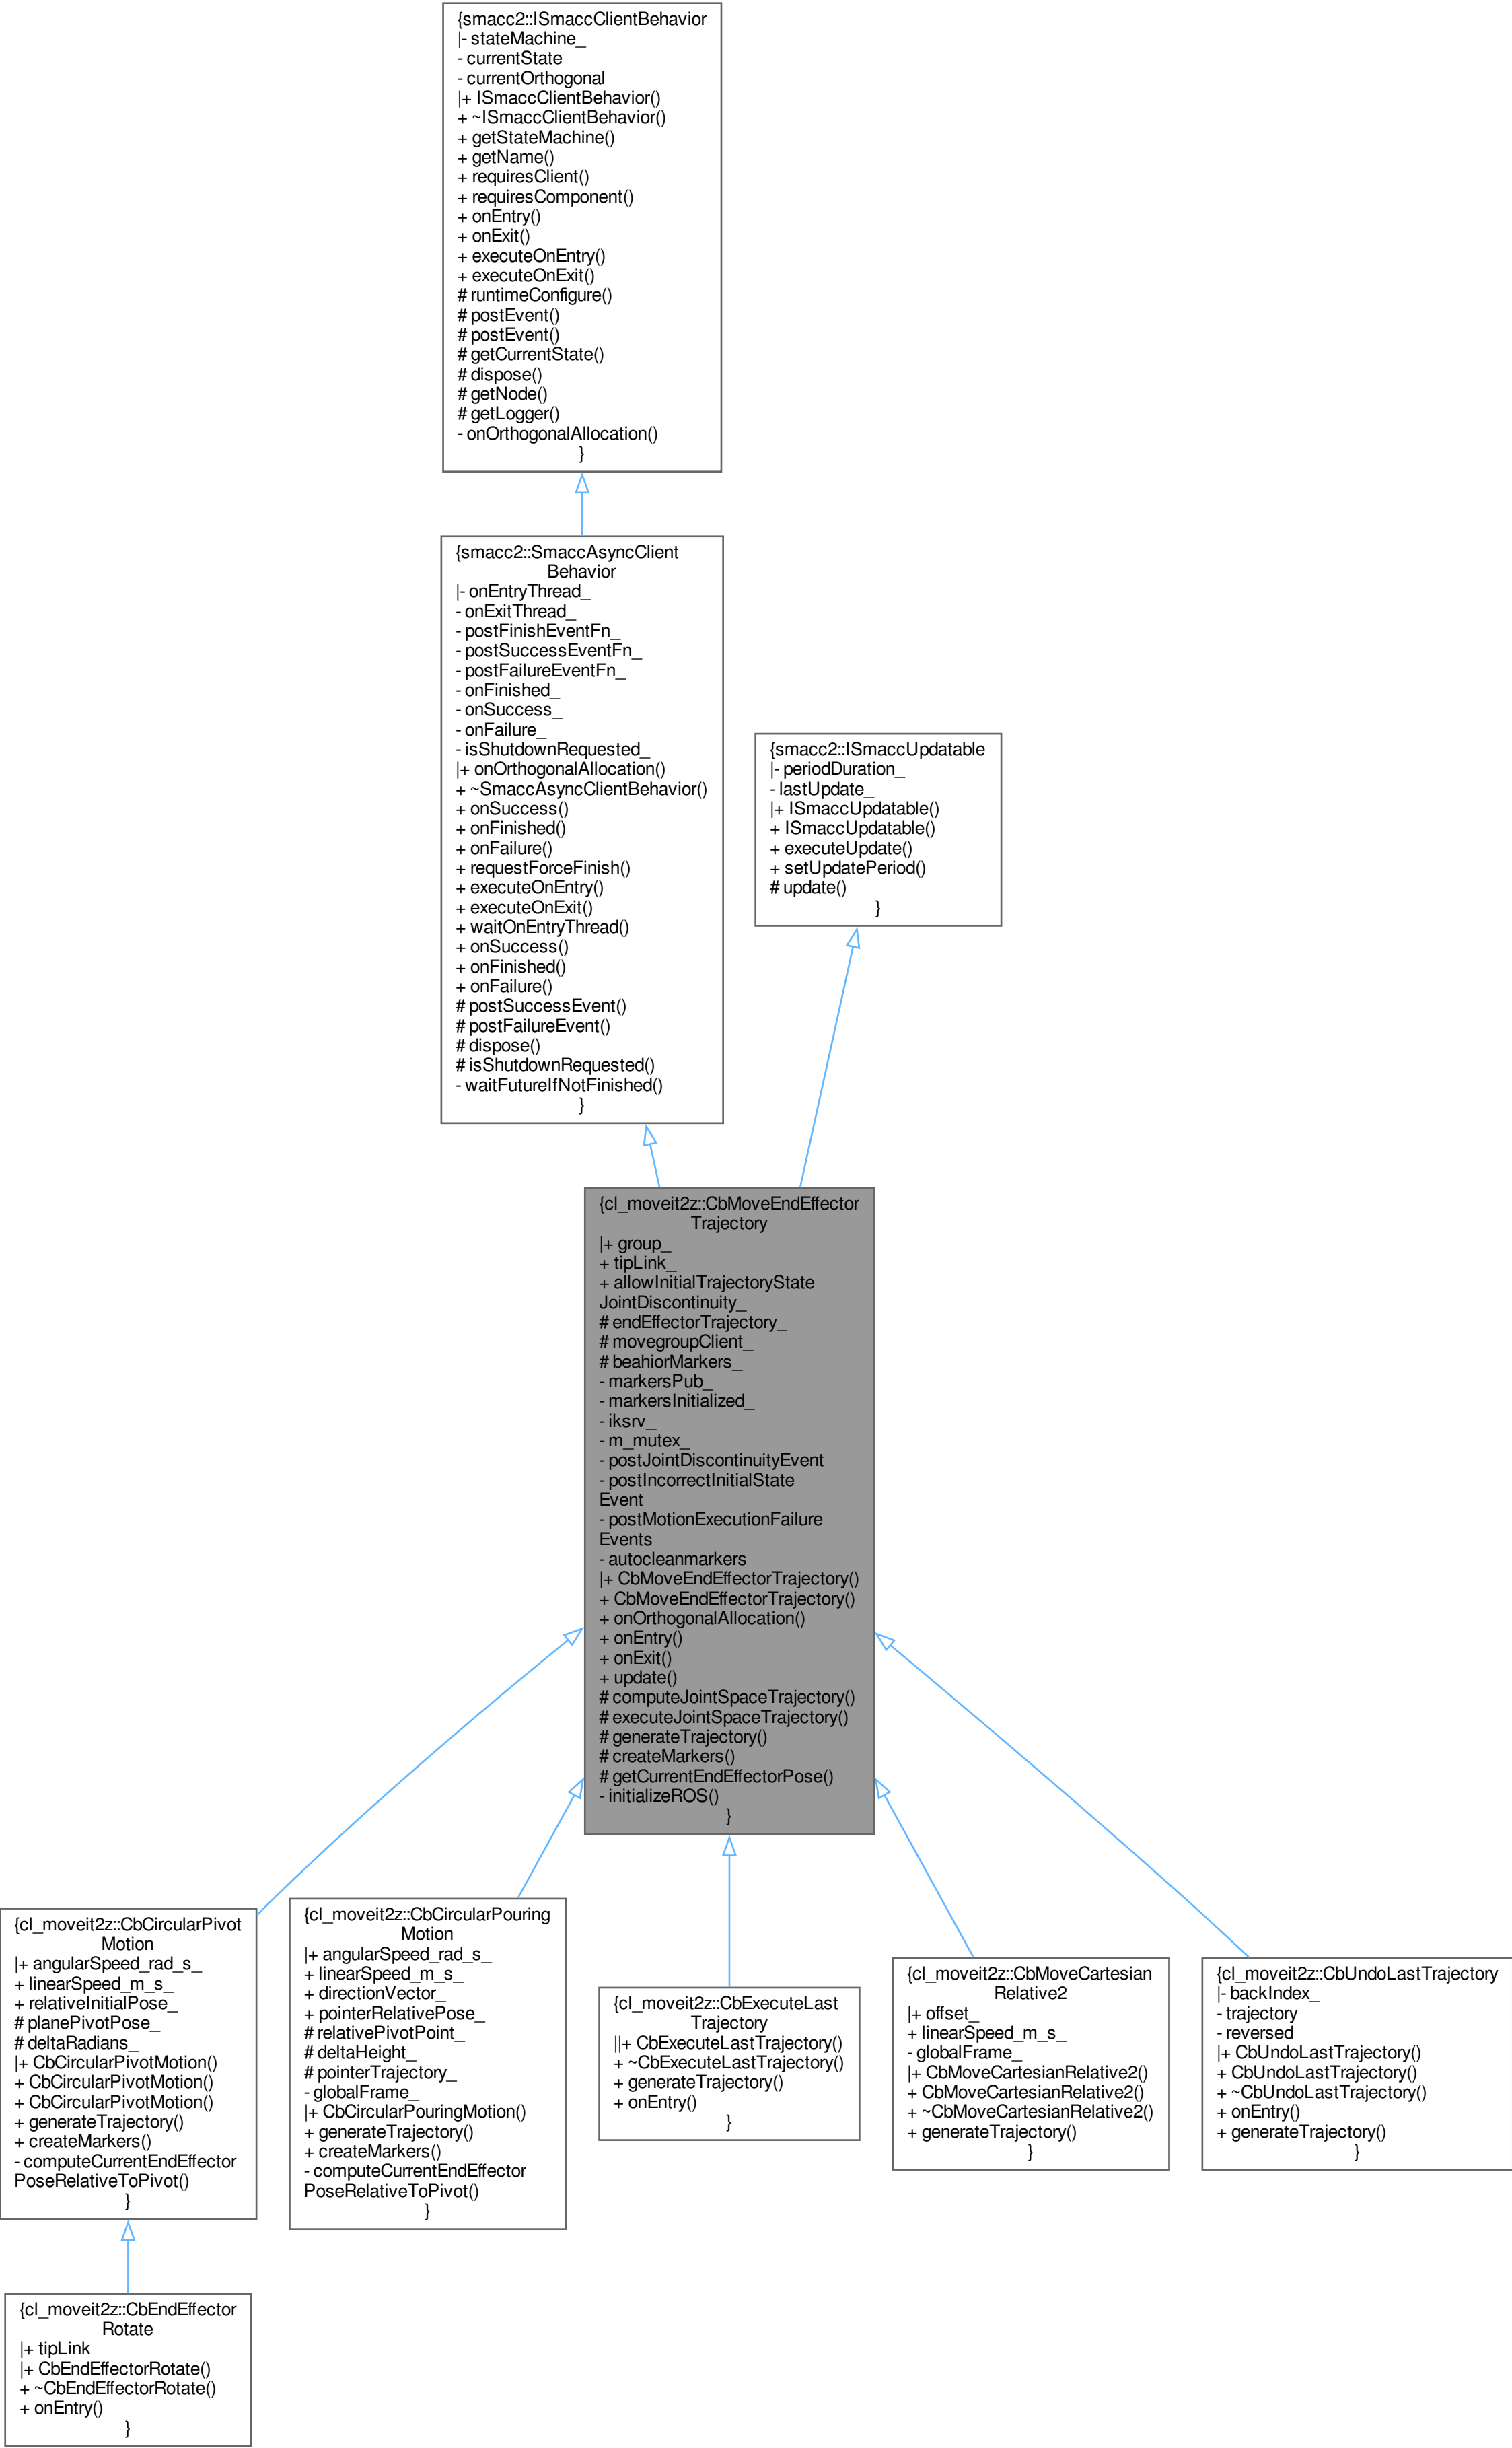 {smacc2::ISmaccClientBehavior
|- stateMachine_
- currentState
- currentOrthogonal
|+ ISmaccClientBehavior()
+ ~ISmaccClientBehavior()
+ getStateMachine()
+ getName()
+ requiresClient()
+ requiresComponent()
+ onEntry()
+ onExit()
+ executeOnEntry()
+ executeOnExit()
# runtimeConfigure()
# postEvent()
# postEvent()
# getCurrentState()
# dispose()
# getNode()
# getLogger()
- onOrthogonalAllocation()
}
{smacc2::SmaccAsyncClient
Behavior
|- onEntryThread_
- onExitThread_
- postFinishEventFn_
- postSuccessEventFn_
- postFailureEventFn_
- onFinished_
- onSuccess_
- onFailure_
- isShutdownRequested_
|+ onOrthogonalAllocation()
+ ~SmaccAsyncClientBehavior()
+ onSuccess()
+ onFinished()
+ onFailure()
+ requestForceFinish()
+ executeOnEntry()
+ executeOnExit()
+ waitOnEntryThread()
+ onSuccess()
+ onFinished()
+ onFailure()
# postSuccessEvent()
# postFailureEvent()
# dispose()
# isShutdownRequested()
- waitFutureIfNotFinished()
}
{smacc2::ISmaccUpdatable
|- periodDuration_
- lastUpdate_
|+ ISmaccUpdatable()
+ ISmaccUpdatable()
+ executeUpdate()
+ setUpdatePeriod()
# update()
}
{cl_moveit2z::CbMoveEndEffector
Trajectory
|+ group_
+ tipLink_
+ allowInitialTrajectoryState
JointDiscontinuity_
# endEffectorTrajectory_
# movegroupClient_
# beahiorMarkers_
- markersPub_
- markersInitialized_
- iksrv_
- m_mutex_
- postJointDiscontinuityEvent
- postIncorrectInitialState
Event
- postMotionExecutionFailure
Events
- autocleanmarkers
|+ CbMoveEndEffectorTrajectory()
+ CbMoveEndEffectorTrajectory()
+ onOrthogonalAllocation()
+ onEntry()
+ onExit()
+ update()
# computeJointSpaceTrajectory()
# executeJointSpaceTrajectory()
# generateTrajectory()
# createMarkers()
# getCurrentEndEffectorPose()
- initializeROS()
}
{cl_moveit2z::CbCircularPivot
Motion
|+ angularSpeed_rad_s_
+ linearSpeed_m_s_
+ relativeInitialPose_
# planePivotPose_
# deltaRadians_
|+ CbCircularPivotMotion()
+ CbCircularPivotMotion()
+ CbCircularPivotMotion()
+ generateTrajectory()
+ createMarkers()
- computeCurrentEndEffector
PoseRelativeToPivot()
}
{cl_moveit2z::CbCircularPouring
Motion
|+ angularSpeed_rad_s_
+ linearSpeed_m_s_
+ directionVector_
+ pointerRelativePose_
# relativePivotPoint_
# deltaHeight_
# pointerTrajectory_
- globalFrame_
|+ CbCircularPouringMotion()
+ generateTrajectory()
+ createMarkers()
- computeCurrentEndEffector
PoseRelativeToPivot()
}
{cl_moveit2z::CbExecuteLast
Trajectory
||+ CbExecuteLastTrajectory()
+ ~CbExecuteLastTrajectory()
+ generateTrajectory()
+ onEntry()
}
{cl_moveit2z::CbMoveCartesian
Relative2
|+ offset_
+ linearSpeed_m_s_
- globalFrame_
|+ CbMoveCartesianRelative2()
+ CbMoveCartesianRelative2()
+ ~CbMoveCartesianRelative2()
+ generateTrajectory()
}
{cl_moveit2z::CbUndoLastTrajectory
|- backIndex_
- trajectory
- reversed
|+ CbUndoLastTrajectory()
+ CbUndoLastTrajectory()
+ ~CbUndoLastTrajectory()
+ onEntry()
+ generateTrajectory()
}
{cl_moveit2z::CbEndEffector
Rotate
|+ tipLink
|+ CbEndEffectorRotate()
+ ~CbEndEffectorRotate()
+ onEntry()
}